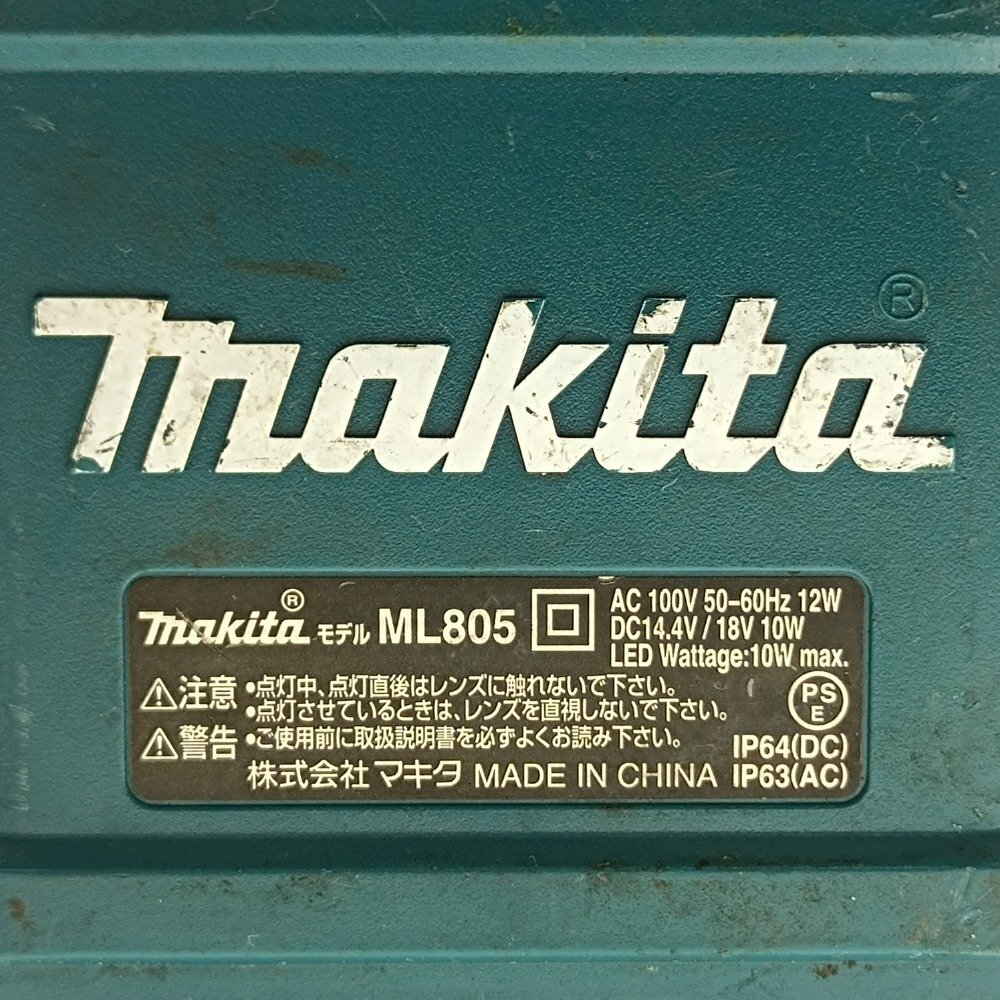 makita®
makita® モデル ML805
AC 100V 50-60Hz 12W
DC14.4V / 18V 10W
LED Wattage:10W max.
⚠注意 •点灯中、点灯直後はレンズに触れないで下さい。
•点灯させているときは、レンズを直視しないで下さい。
⚠警告 •ご使用前に取扱説明書を必ずよくお読み下さい。
PS
E
IP64(DC)
株式会社 マキタ MADE IN CHINA IP63(AC)